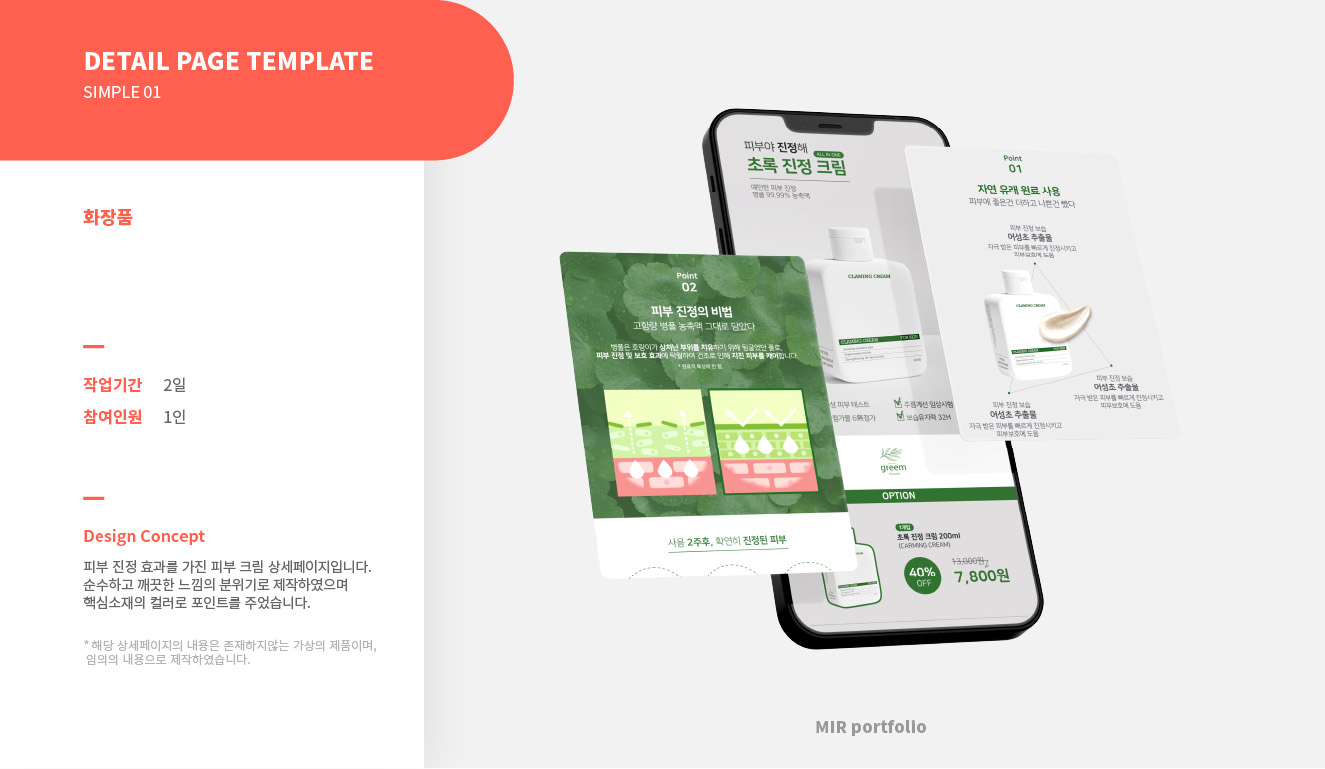 DETAIL PAGE TEMPLATE
SIMPLE 01
화장품
작업기간 2일
참여인원 1인
Design Concept
피부 진정 효과를 가진 피부 크림 상세페이지입니다.
순수하고 깨끗한 느낌의 분위기로 제작하였으며
핵심소재의 컬러로 포인트를 주었습니다.
* 해당 상세페이지의 내용은 존재하지않는 가상의 제품이며,
임의의 내용으로 제작하였습니다.
피부야 진정해
ALL IN ONE
초록 진정 크림
예민한 피부 진정
병풀 99.99% 농축액
CLAMING CREAM
CLAMING CREAM
FOR SKIN
피부 테스트
주름개선 임상시험
첨가물 6無첨가
보습유지력 32H
greem
OPTION
1개입
초록 진정 크림 200ml
(CARMING CREAM)
40%
OFF
13,000원
7,800원
Point
01
자연 유래 원료 사용
피부에 좋은건 더하고 나쁜건 뺐다
피부 진정 보습
어성초 추출물
자극 받은 피부를 빠르게 진정시키고
피부보호에 도움
CLAMING CREAM
피부 진정 보습
어성초 추출물
자극 받은 피부를 빠르게 진정시키고
피부보호에 도움
피부 진정 보습
어성초 추출물
자극 받은 피부를 빠르게 진정시키고
피부보호에 도움
Point
02
피부 진정의 비법
고함량 병풀 농축액 그대로 담았다
병풀은 호랑이가 상처난 부위를 치유하기 위해 뒹굴었던 풀로,
피부 진정 및 보호 효과에 탁월하며 건조로 인해 지친 피부를 케어합니다.
* 원료적 특성에 한 함.
사용 2주후, 확연히 진정된 피부
MIR portfolio